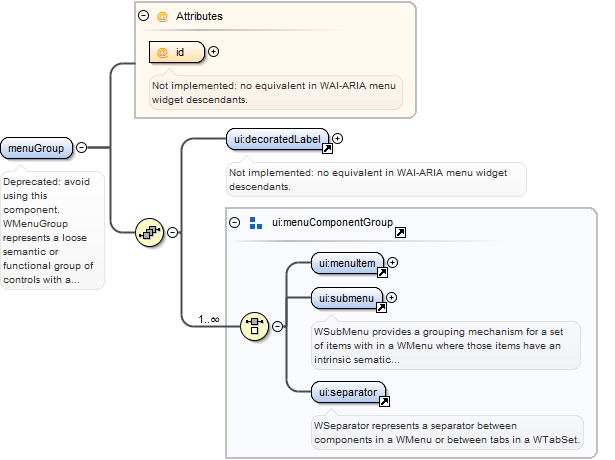 Attributes
@ id
Not implemented: no equivalent in WAI-ARIA menu
widget descendants.
menuGroup
Deprecated: avoid
using this
component.
WMenuGroup
represents a loose
semantic or
functional group of
controls with a...
ui:decoratedLabel
Not implemented: no equivalent in WAI-ARIA menu widget
descendants.
ui:menuComponentGroup
1..∞
ui:menuItem
ui:submenu
WSubMenu provides a grouping mechanism for a set
of items with in a WMenu where those items have an
intrinsic sematic...
ui:separator
WSeparator represents a separator between
components in a WMenu or between tabs in a WTabSet.